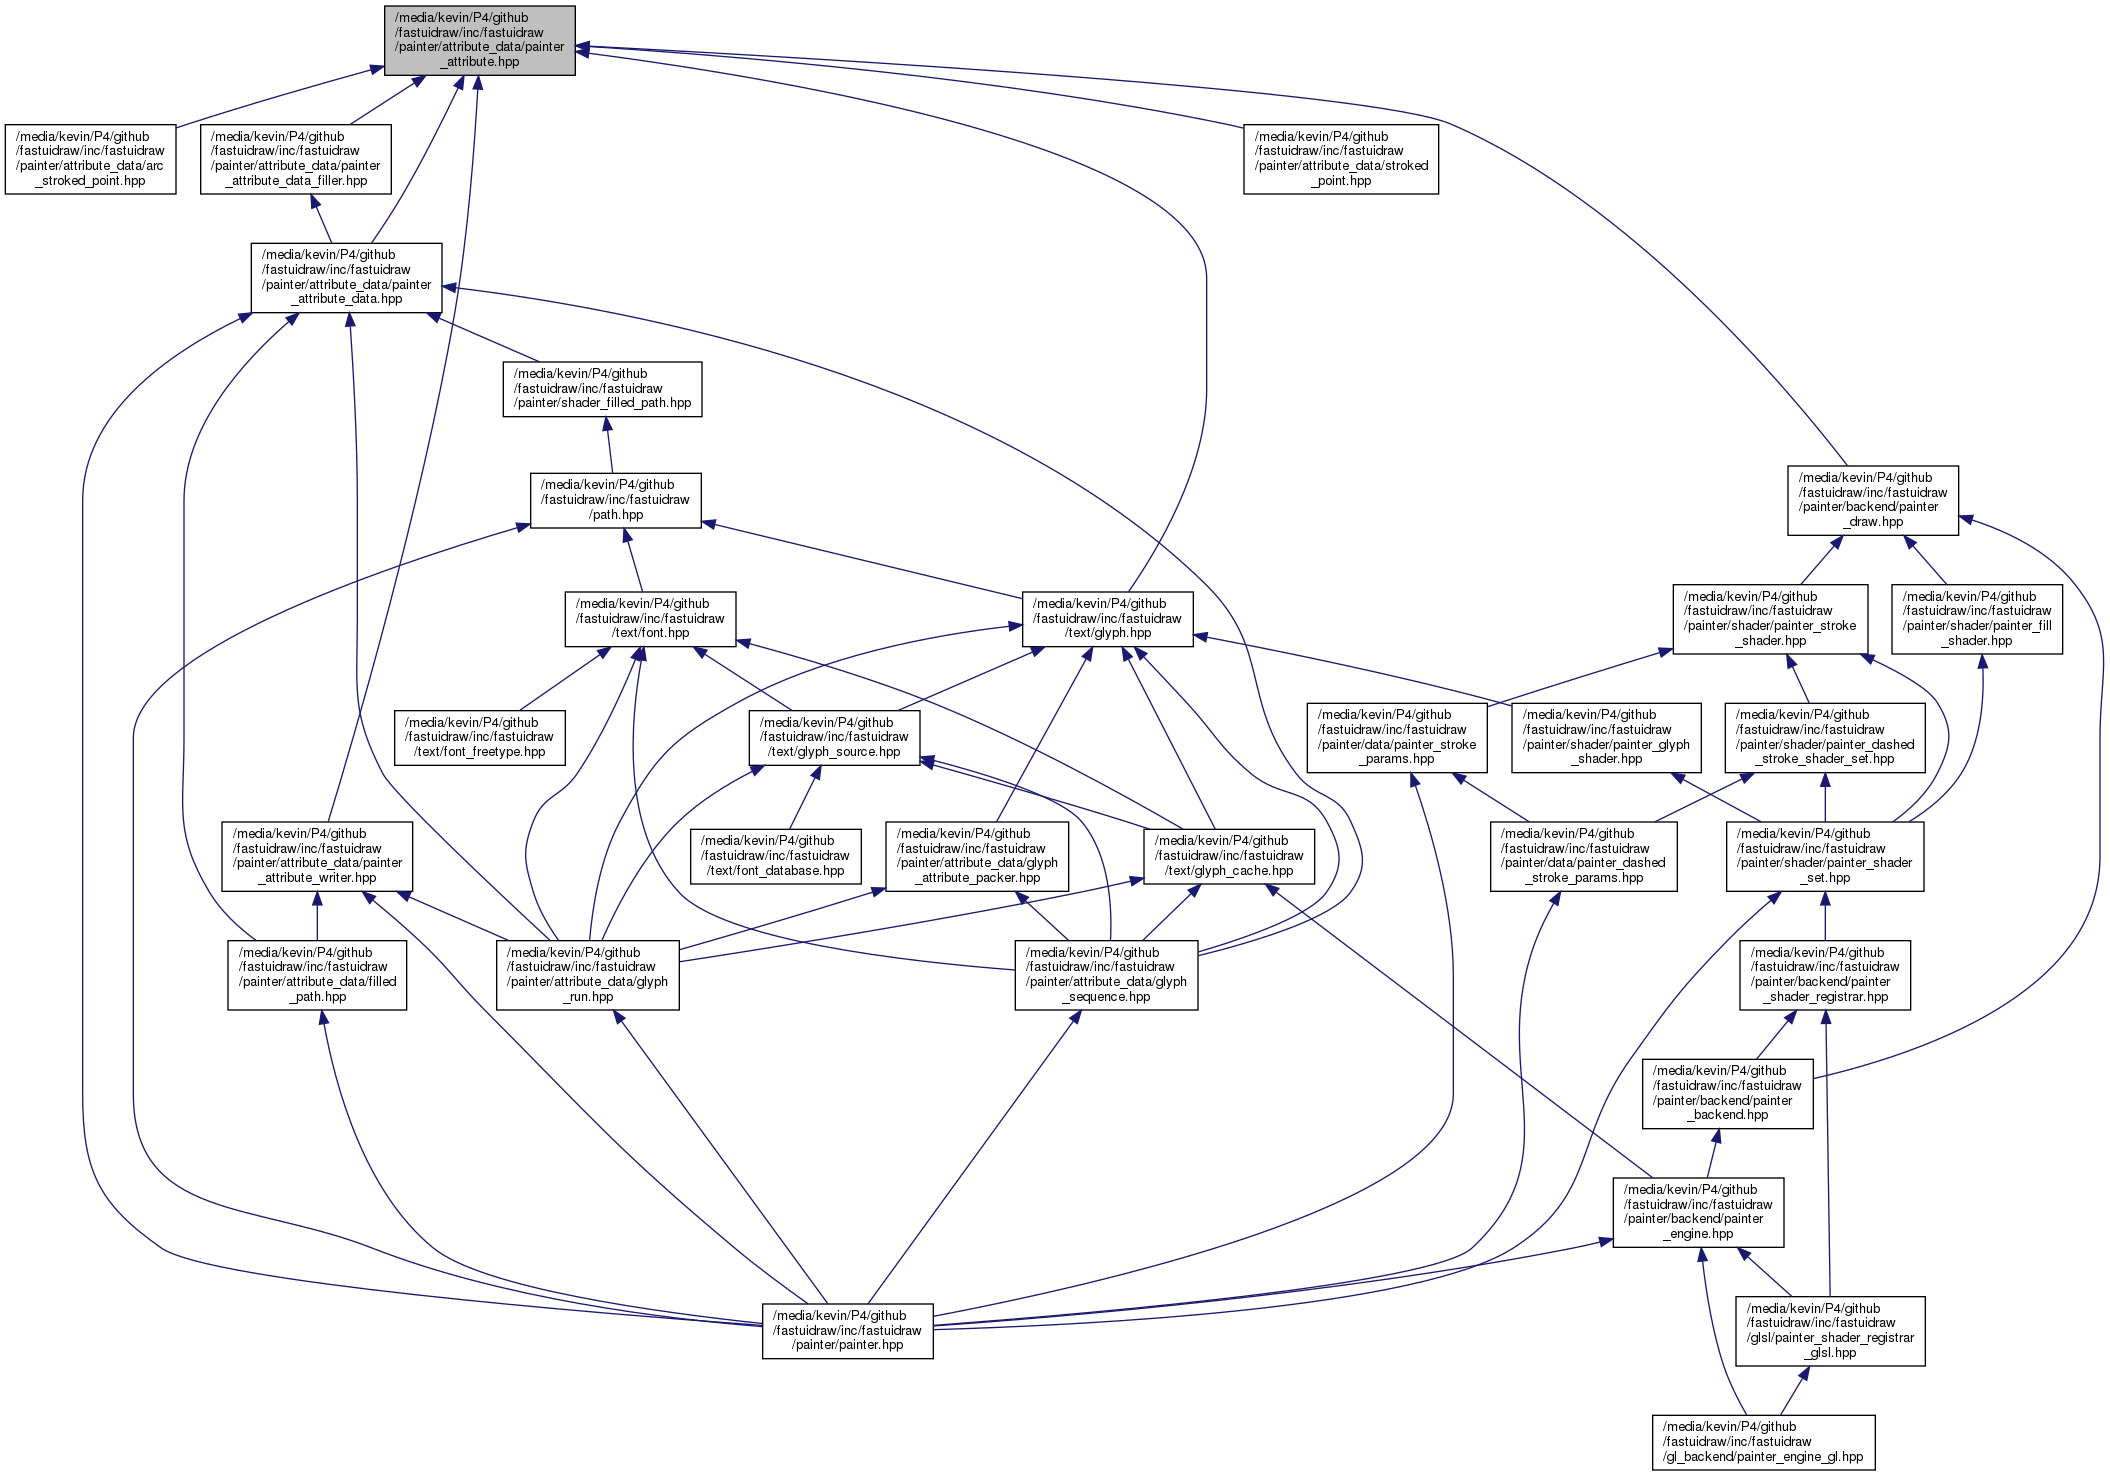 /media/kevin/P4/github
/fastuidraw/inc/fastuidraw
/painter/attribute_data/painter
_attribute.hpp
/media/kevin/P4/github
/fastuidraw/inc/fastuidraw
/painter/attribute_data/arc
_stroked_point.hpp
/media/kevin/P4/github
/fastuidraw/inc/fastuidraw
/painter/attribute_data/painter
_attribute_data_filler.hpp
/media/kevin/P4/github
/fastuidraw/inc/fastuidraw
/painter/attribute_data/stroked
_point.hpp
/media/kevin/P4/github
/fastuidraw/inc/fastuidraw
/painter/attribute_data/painter
_attribute_data.hpp
/media/kevin/P4/github
/fastuidraw/inc/fastuidraw
/painter/shader_filled_path.hpp
/media/kevin/P4/github
/fastuidraw/inc/fastuidraw
/path.hpp
/media/kevin/P4/github
/fastuidraw/inc/fastuidraw
/painter/backend/painter
_draw.hpp
/media/kevin/P4/github
/fastuidraw/inc/fastuidraw
/text/font.hpp
/media/kevin/P4/github
/fastuidraw/inc/fastuidraw
/text/glyph.hpp
/media/kevin/P4/github
/fastuidraw/inc/fastuidraw
/painter/shader/painter_stroke
_shader.hpp
/media/kevin/P4/github
/fastuidraw/inc/fastuidraw
/painter/shader/painter_fill
_shader.hpp
/media/kevin/P4/github
/fastuidraw/inc/fastuidraw
/text/font_freetype.hpp
/media/kevin/P4/github
/fastuidraw/inc/fastuidraw
/text/glyph_source.hpp
/media/kevin/P4/github
/fastuidraw/inc/fastuidraw
/painter/data/painter_stroke
_params.hpp
/media/kevin/P4/github
/fastuidraw/inc/fastuidraw
/painter/shader/painter_glyph
_shader.hpp
/media/kevin/P4/github
/fastuidraw/inc/fastuidraw
/painter/shader/painter_dashed
_stroke_shader_set.hpp
/media/kevin/P4/github
/fastuidraw/inc/fastuidraw
/painter/attribute_data/painter
_attribute_writer.hpp
/media/kevin/P4/github
/fastuidraw/inc/fastuidraw
/text/font_database.hpp
/media/kevin/P4/github
/fastuidraw/inc/fastuidraw
/painter/attribute_data/glyph
_attribute_packer.hpp
/media/kevin/P4/github
/fastuidraw/inc/fastuidraw
/text/glyph_cache.hpp
/media/kevin/P4/github
/fastuidraw/inc/fastuidraw
/painter/data/painter_dashed
_stroke_params.hpp
/media/kevin/P4/github
/fastuidraw/inc/fastuidraw
/painter/shader/painter_shader
_set.hpp
/media/kevin/P4/github
/fastuidraw/inc/fastuidraw
/painter/attribute_data/filled
_path.hpp
/media/kevin/P4/github
/fastuidraw/inc/fastuidraw
/painter/attribute_data/glyph
_run.hpp
/media/kevin/P4/github
/fastuidraw/inc/fastuidraw
/painter/attribute_data/glyph
_sequence.hpp
/media/kevin/P4/github
/fastuidraw/inc/fastuidraw
/painter/backend/painter
_shader_registrar.hpp
/media/kevin/P4/github
/fastuidraw/inc/fastuidraw
/painter/backend/painter
_backend.hpp
/media/kevin/P4/github
/fastuidraw/inc/fastuidraw
/painter/backend/painter
_engine.hpp
/media/kevin/P4/github
/fastuidraw/inc/fastuidraw
/painter/painter.hpp
/media/kevin/P4/github
/fastuidraw/inc/fastuidraw
/glsl/painter_shader_registrar
_glsl.hpp
/media/kevin/P4/github
/fastuidraw/inc/fastuidraw
/gl_backend/painter_engine_gl.hpp